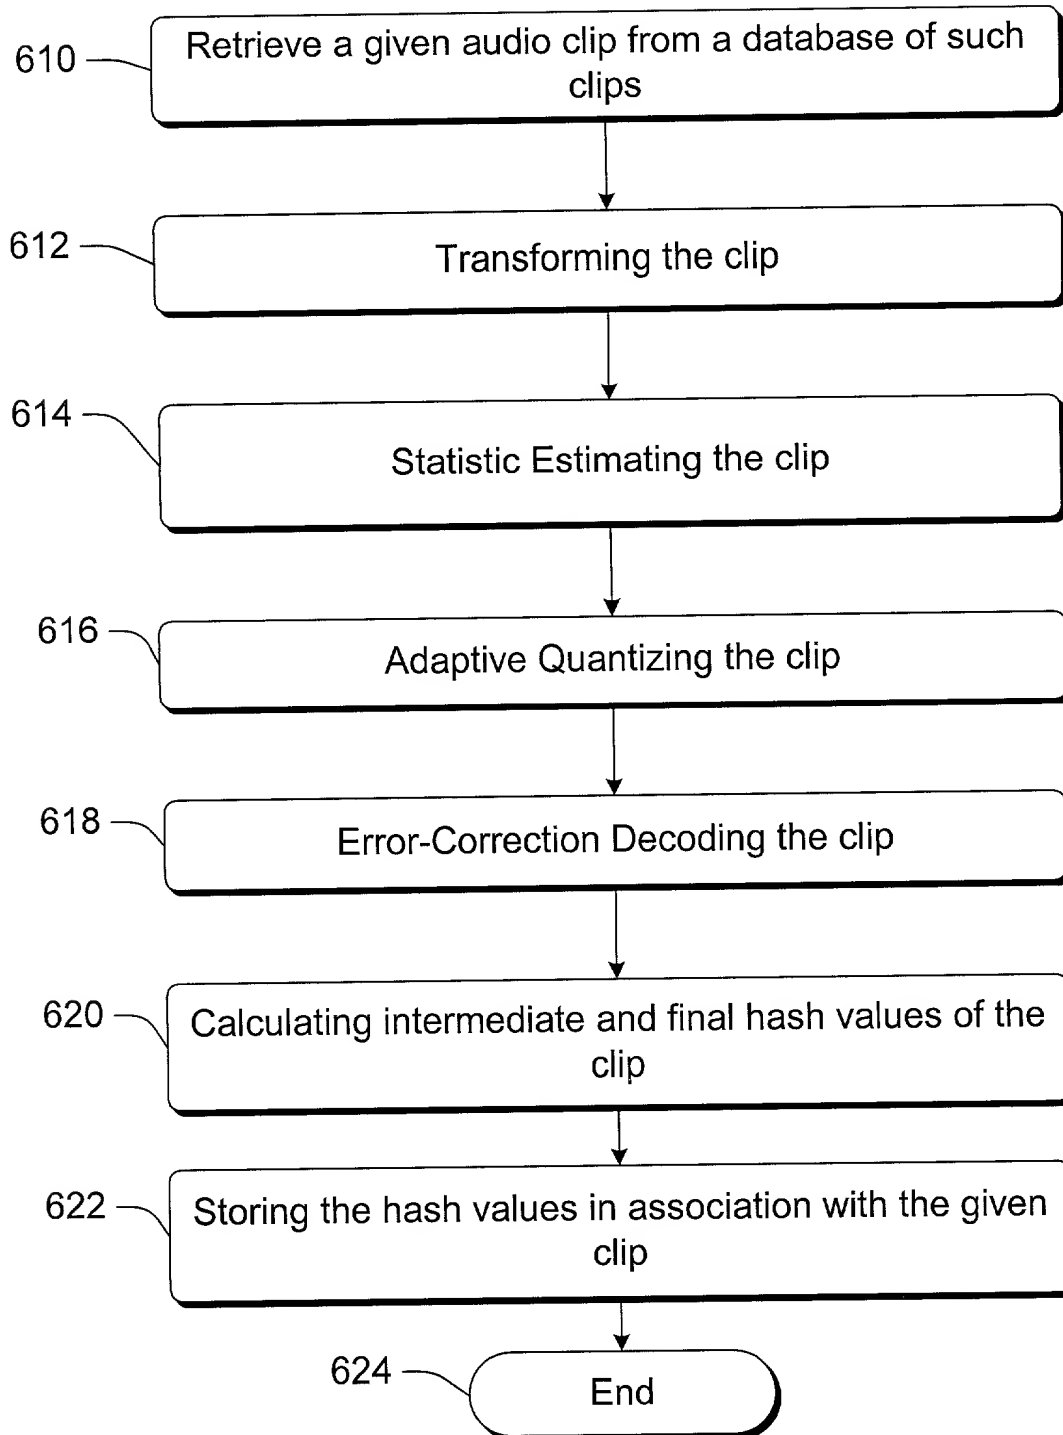 610
Retrieve a given audio clip from a database of such
clips
612
Transforming the clip
614
Statistic Estimating the clip
616
Adaptive Quantizing the clip
618
Error-Correction Decoding the clip
620
Calculating intermediate and final hash values of the
clip
622
Storing the hash values in association with the given
clip
624
End